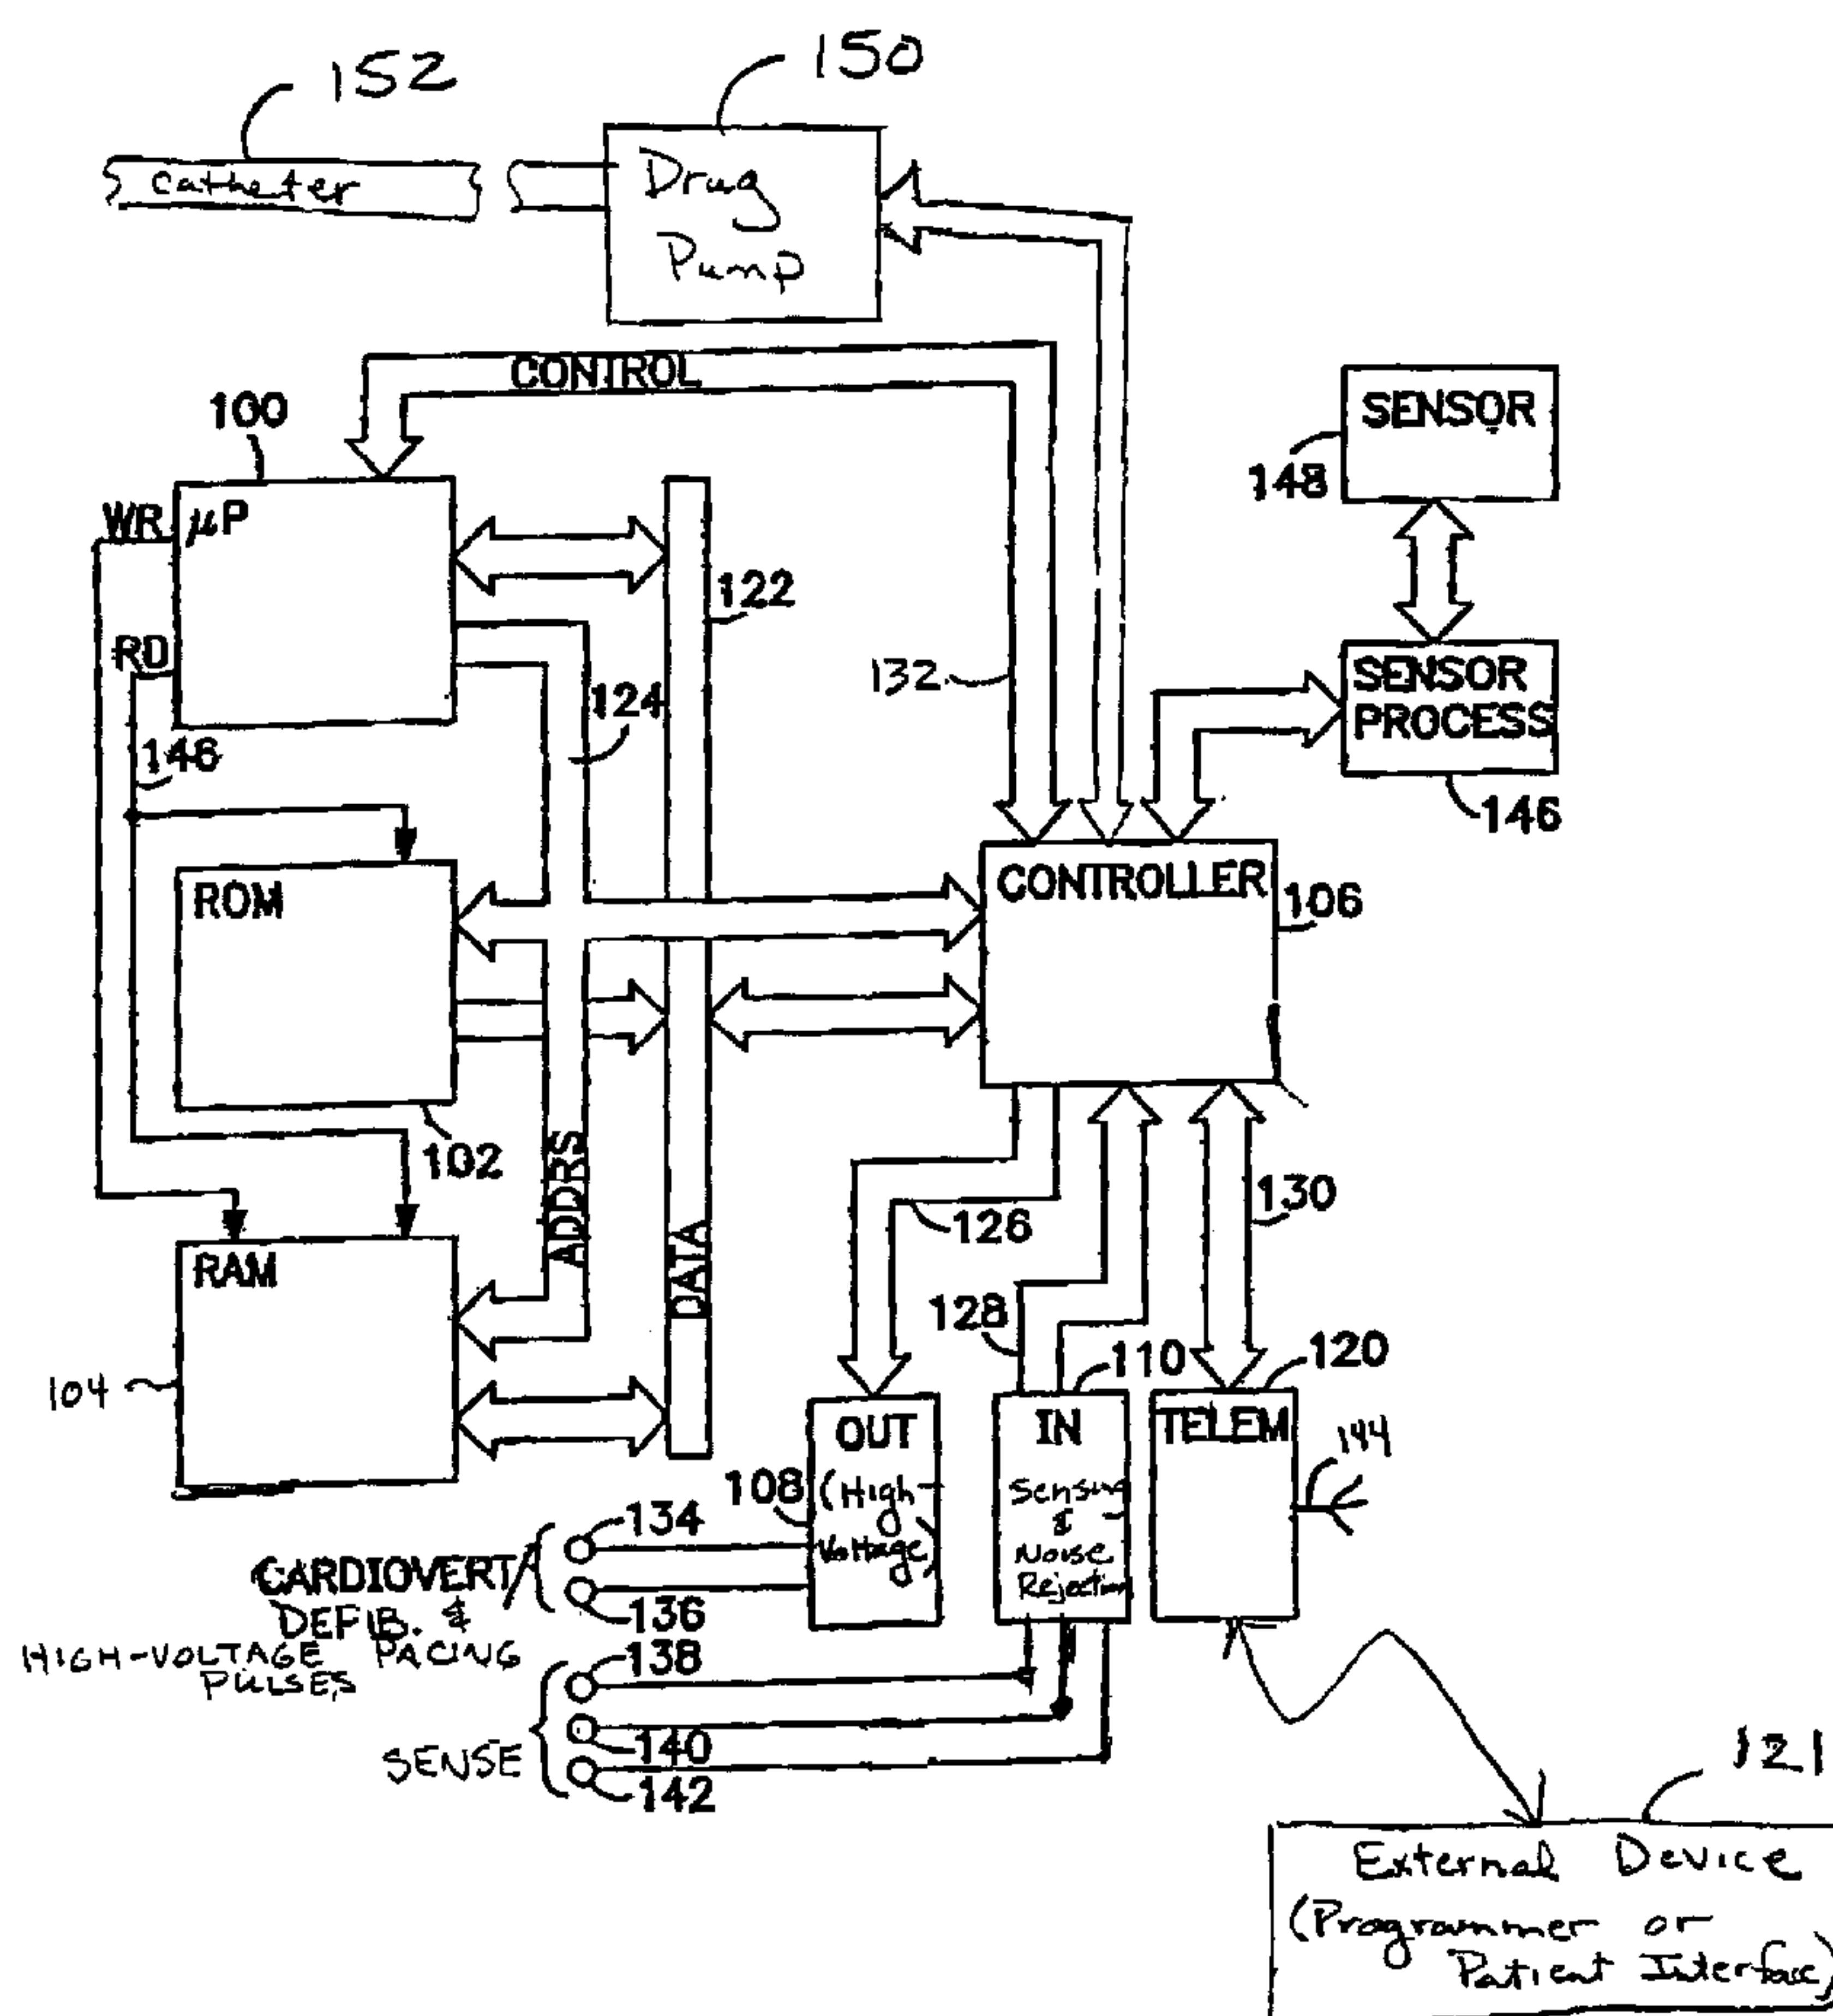 152
150
Catheter
Drug
Pump
CONTROL
100
SENSOR
148
WR
μP
122
RD
124
132
SENSOR
PROCESS
146
146
ROM
CONTROLLER
106
102
ADDRS
DATA
130
126
RAM
128
110
120
104
OUT
(High
Voltage)
IN
Sensing
&
Noise
Rejection
TELEM
144
108
134
CARDIOVERT/
DEFIB. &
HIGH-VOLTAGE PACING
PULSES
136
138
SENSE
140
142
121
External Device
(Programmer or
Patient Interface)